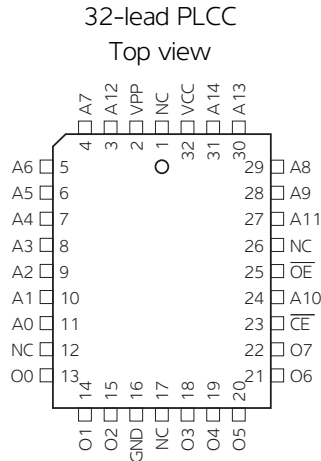 32-lead PLCC
Top view
A7 A12 VPP NC VCC A14 A13
4 3 2 1 32 31 30
A6 5 29 A8
A5 6 28 A9
A4 7 27 A11
A3 8 26 NC
A2 9 25 OE
A1 10 24 A10
A0 11 23 CE
NC 12 22 O7
O0 13 21 O6
14 15 16 17 18 19 20
O1 O2 GND NC O3 O4 O5